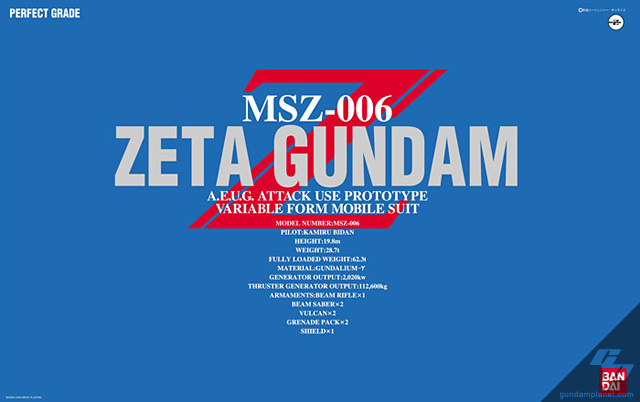 PERFECT GRADE
MSZ-006
ZETA GUNDAM
A.E.U.G. ATTACK USE PROTOTYPE
VARIABLE FORM MOBILE SUIT
MODEL NUMBER:MSZ-006
PILOT:KAMIRU BIDAN
HEIGHT:19.8m
WEIGHT:28.7t
FULLY LOADED WEIGHT:62.3t
MATERIAL:GUNDALIUM-γ
GENERATOR OUTPUT:2,020kw
THRUSTER GENERATOR OUTPUT:112,600kg
ARMAMENTS:BEAM RIFLE×1
BEAM SABER×2
VULCAN×2
GRENADE PACK×2
SHIELD×1
BAN
DAI
gundamplanet.com